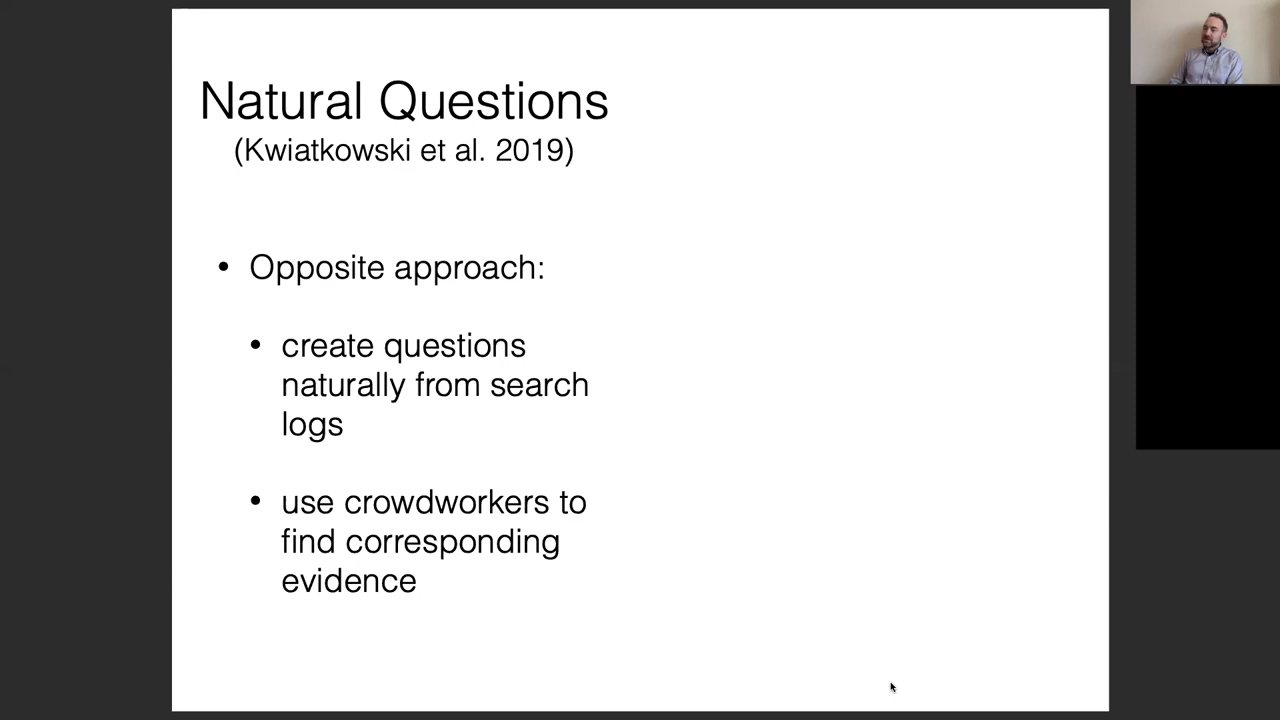 Natural Questions
(Kwiatkowski et al. 2019)
• Opposite approach:
• create questions
naturally from search
logs
• use crowdworkers to
find corresponding
evidence